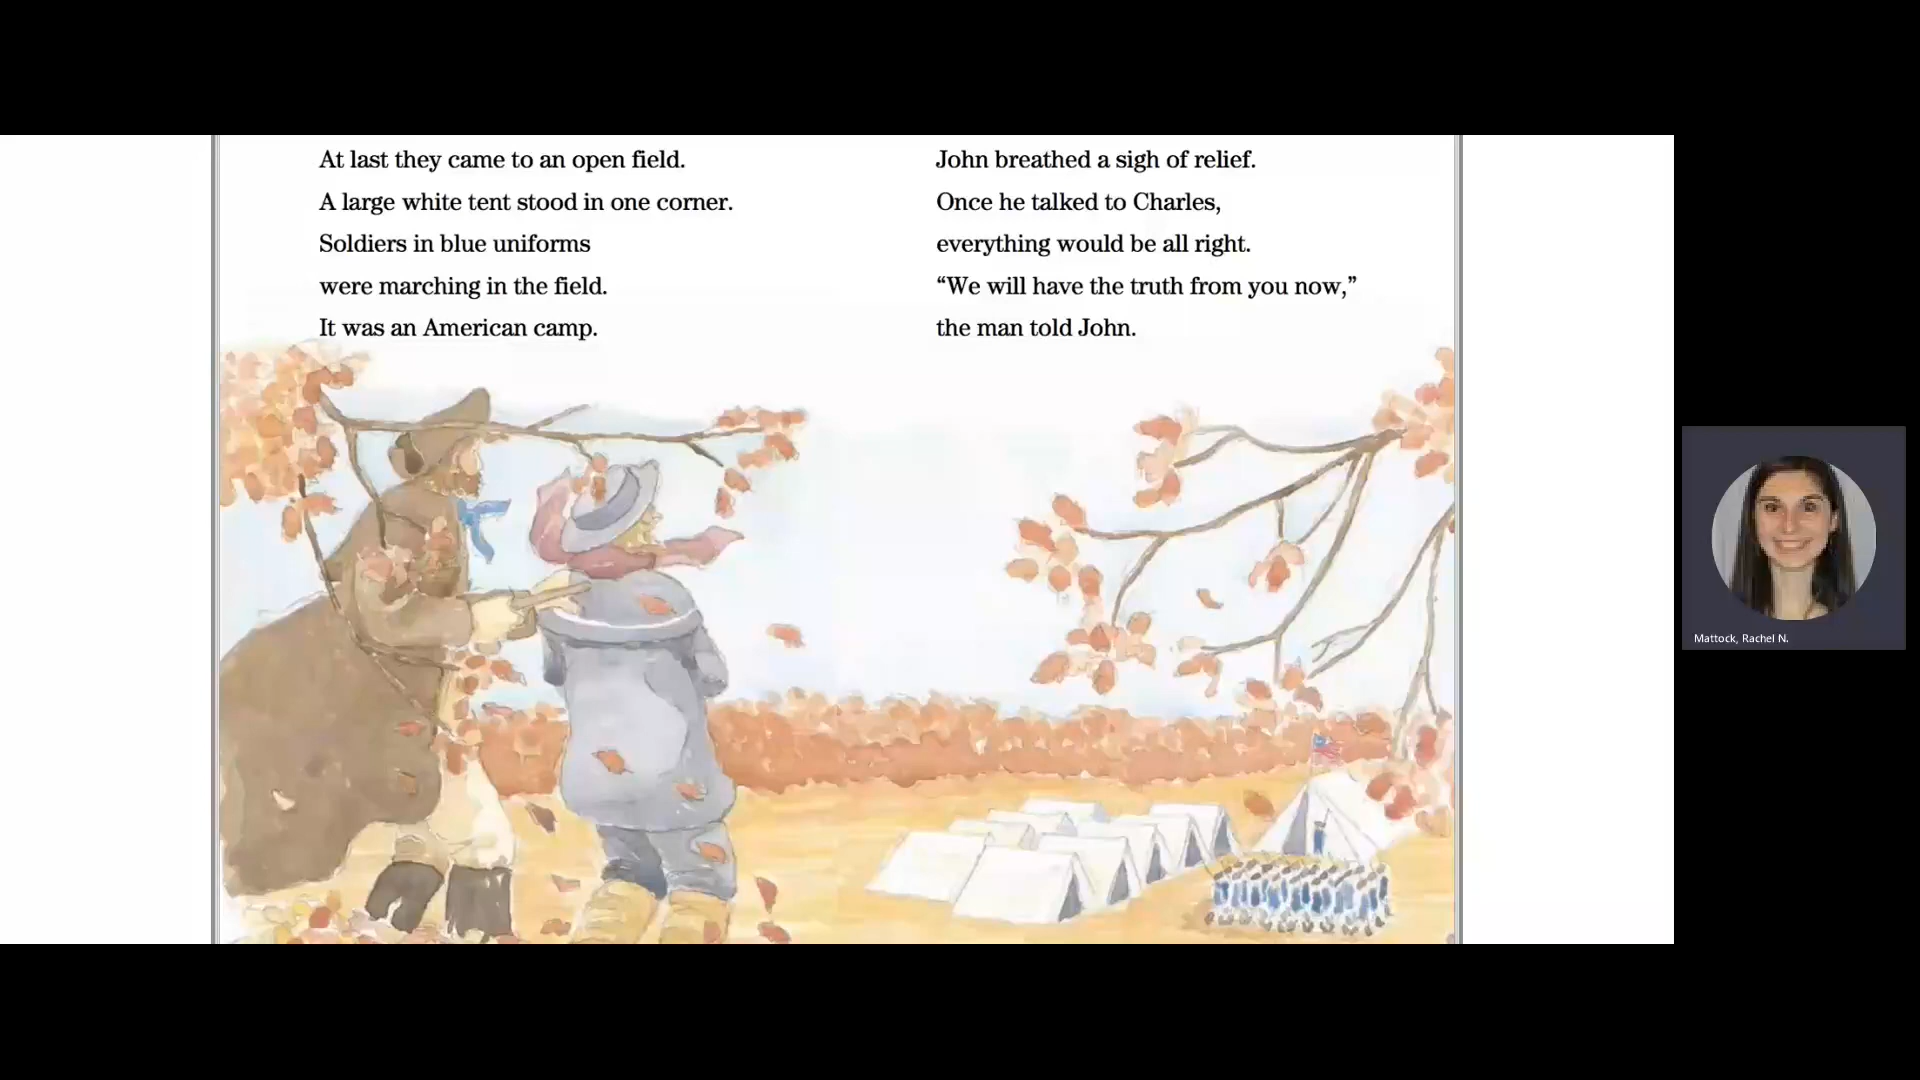 At last they came to an open field.
A large white tent stood in one corner.
Soldiers in blue uniforms
were marching in the field.
It was an American camp.
John breathed a sigh of relief.
Once he talked to Charles,
everything would be all right.
“We will have the truth from you now,”
the man told John.
Mattock, Rachel N.